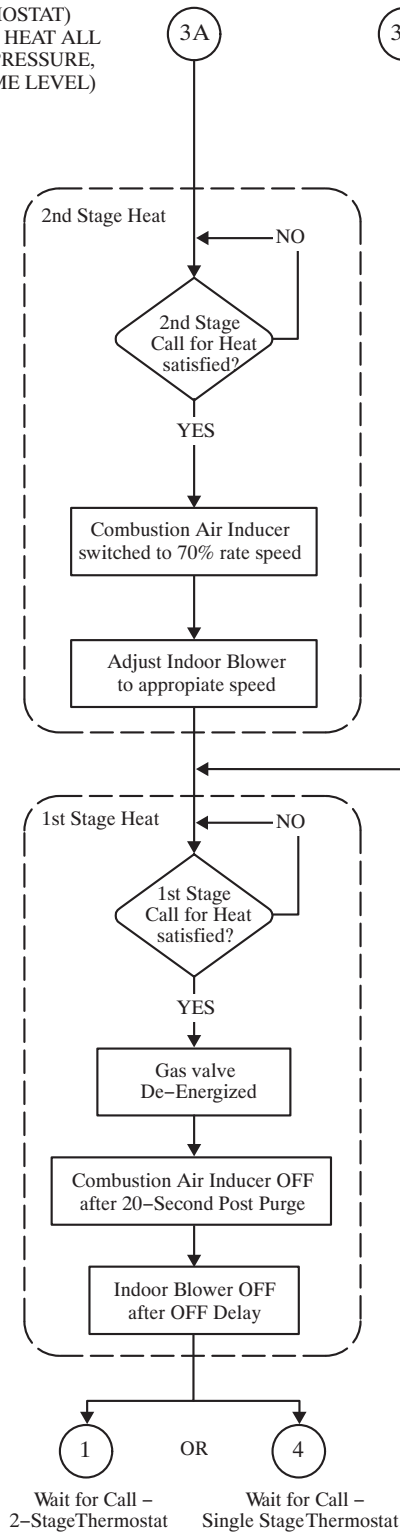 OSTAT)
HEAT ALL
RESSURE,
ME LEVEL)
3A
3
2nd Stage Heat
NO
2nd Stage
Call for Heat
satisfied?
YES
Combustion Air Inducer
switched to 70% rate speed
Adjust Indoor Blower
to appropiate speed
1st Stage Heat
NO
1st Stage
Call for Heat
satisfied?
YES
Gas valve
De−Energized
Combustion Air Inducer OFF
after 20−Second Post Purge
Indoor Blower OFF
after OFF Delay
1
OR
4
Wait for Call −
2−StageThermostat
Wait for Call −
Single StageThermostat